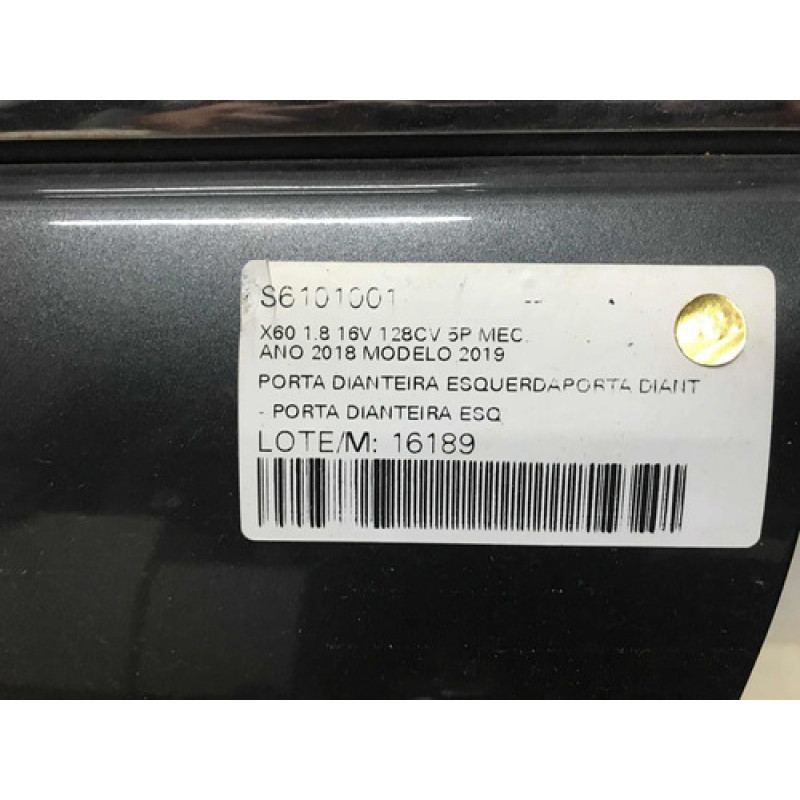 S6101001
X60 1.8 16V 128CV 5P MEC.
ANO 2018 MODELO 2019
PORTA DIANTEIRA ESQUERDAPORTA DIANT
- PORTA DIANTEIRA ESQ
LOTE/M: 16189